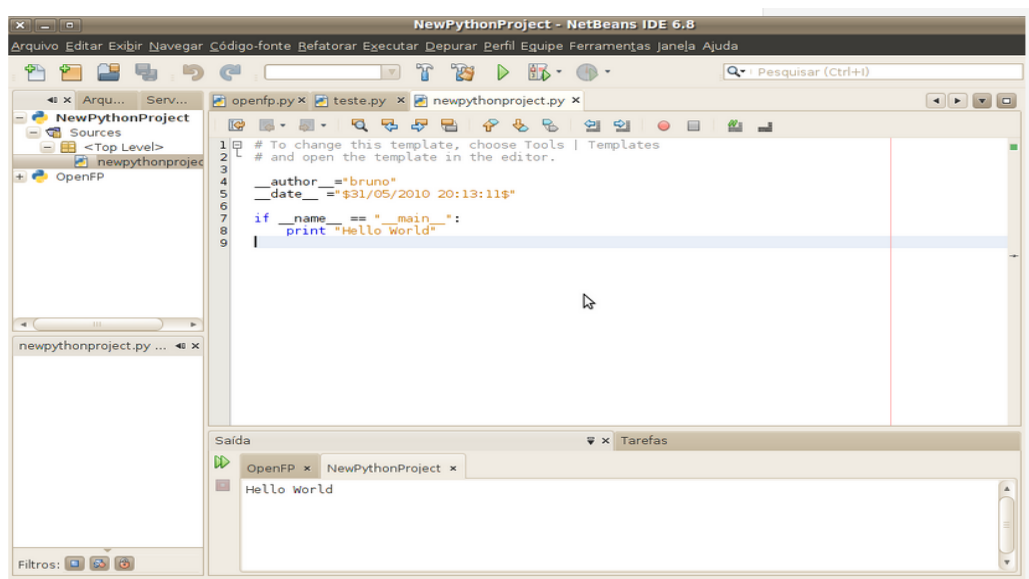 NewPythonProject - NetBeans IDE 6.8
Arquivo Editar Exibir Navegar Código-fonte Refatorar Executar Depurar Perfil Equipe Ferramentas Janela Ajuda
Pesquisar (Ctrl+I)
Arqu... Serv...
openfp.py teste.py newpythonproject.py
NewPythonProject
Sources
<Top Level>
newpythonprojec
OpenFP
1 # To change this template, choose Tools | Templates
2 # and open the template in the editor.
3
4 __author__="bruno"
5 __date__ ="$31/05/2010 20:13:11$"
6
7 if __name__ == "__main__":
8 print "Hello World"
9
newpythonproject.py ...
Filtros:
Saída Tarefas
OpenFP NewPythonProject
Hello World